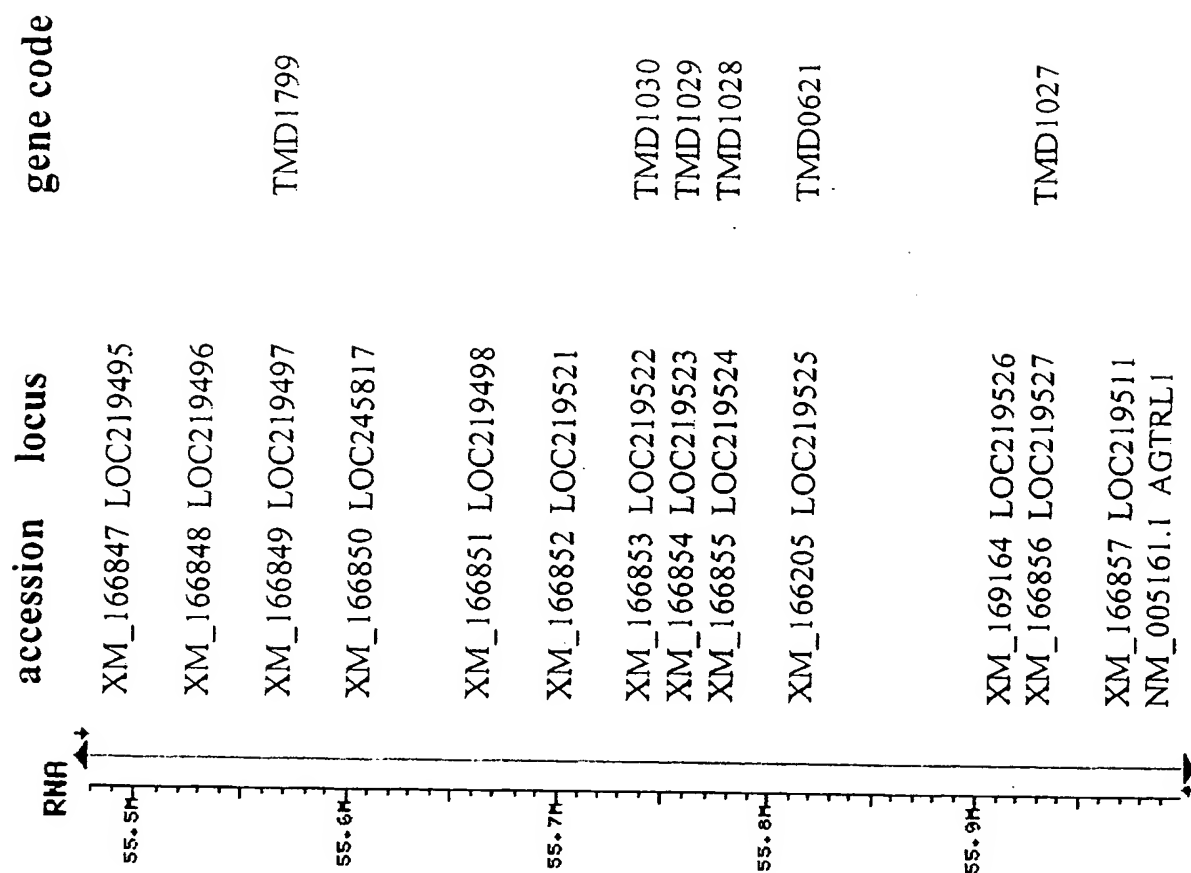 RNA accession locus gene code
55.5M
XM_166847 LOC219495
XM_166848 LOC219496
XM_166849 LOC219497 TMD1799
55.6M
XM_166850 LOC245817
XM_166851 LOC219498
55.7M
XM_166852 LOC219521
XM_166853 LOC219522 TMD1030
XM_166854 LOC219523 TMD1029
XM_166855 LOC219524 TMD1028
55.8M
XM_166205 LOC219525 TMD0621
55.9M
XM_169164 LOC219526
XM_166856 LOC219527 TMD1027
XM_166857 LOC219511
NM_005161.1 AGTRL1